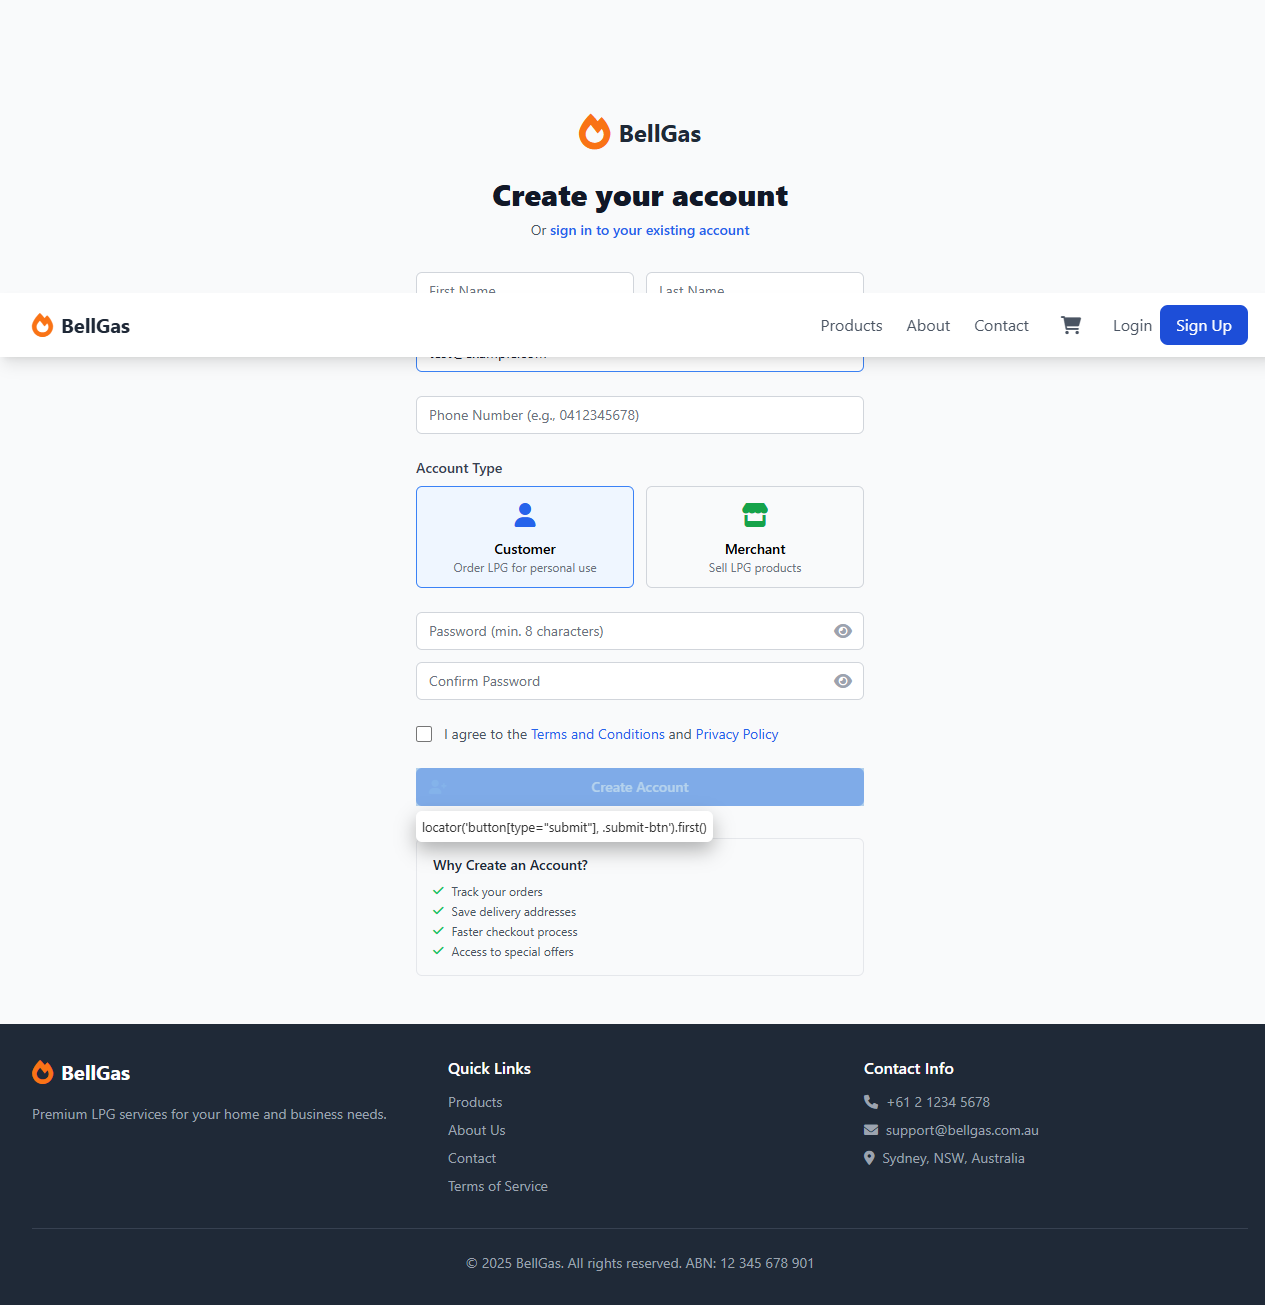 BellGas
Create your account
Or sign in to your existing account
First Name
Last Name
BellGas
Products
About
Contact
Login
Sign Up
test@example.com
Phone Number (e.g., 0412345678)
Account Type
Customer
Order LPG for personal use
Merchant
Sell LPG products
Password (min. 8 characters)
Confirm Password
I agree to the Terms and Conditions and Privacy Policy
Create Account
locator('button[type="submit"], .submit-btn').first()
Why Create an Account?
Track your orders
Save delivery addresses
Faster checkout process
Access to special offers
BellGas
Premium LPG services for your home and business needs.
Quick Links
Products
About Us
Contact
Terms of Service
Contact Info
+61 2 1234 5678
support@bellgas.com.au
Sydney, NSW, Australia
© 2025 BellGas. All rights reserved. ABN: 12 345 678 901